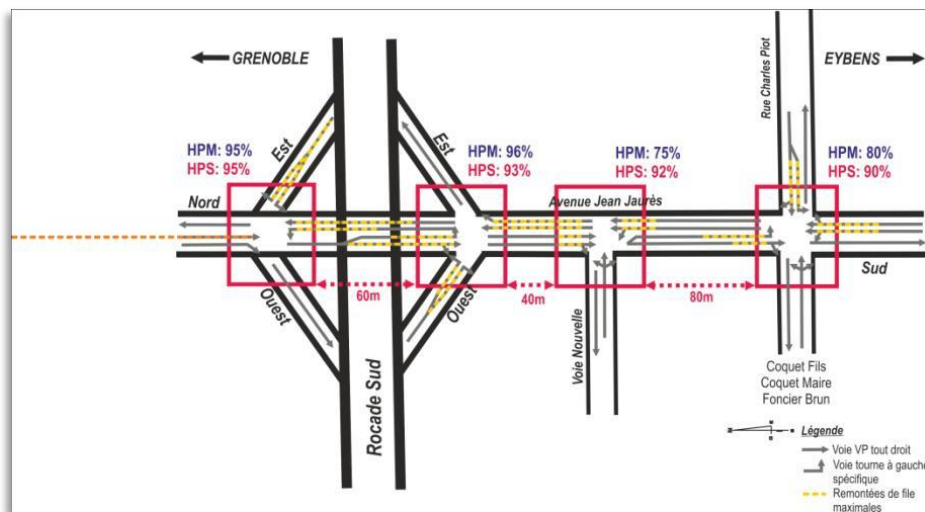 GRENOBLE
EYBENS
Rue Charles Piot
Est
Est
HPM: 95%
HPS: 95%
HPM: 96%
HPS: 93%
HPM: 75%
HPS: 92%
HPM: 80%
HPS: 90%
Nord
Avenue Jean Jaurès
Sud
Ouest
Ouest
60m
40m
80m
Rocade Sud
Voie Nouvelle
Coquet Fils
Coquet Maire
Foncier Brun
Légende
Voie VP tout droit
Voie tourne à gauche
spécifique
Remontées de file
maximales